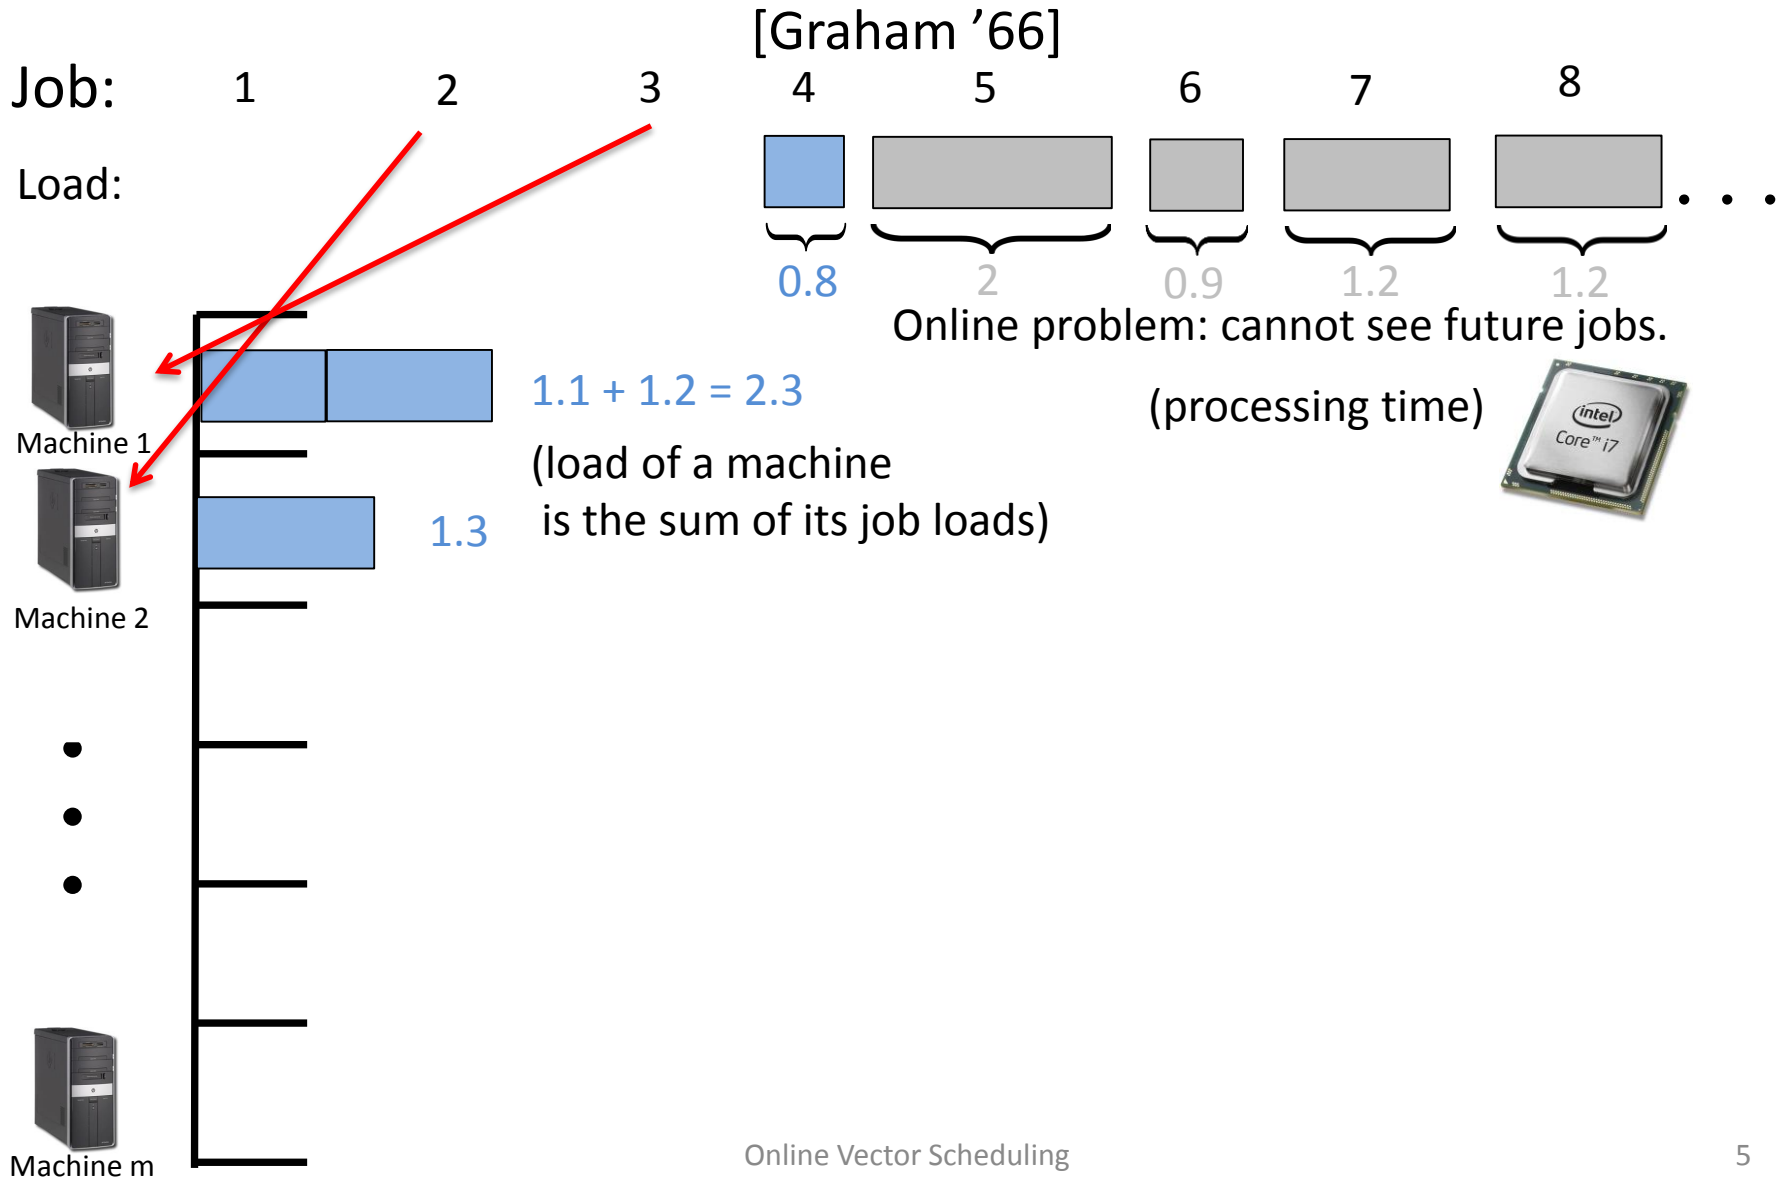 [Graham ’66]
Job: 1 2 3 4 5 6 7 8
Load:
. . .
0.8 2 0.9 1.2 1.2
Online problem: cannot see future jobs.
Machine 1
1.1 + 1.2 = 2.3
(processing time)
intel
Core™ i7
(load of a machine
is the sum of its job loads)
1.3
Machine 2
Machine m
Online Vector Scheduling
5